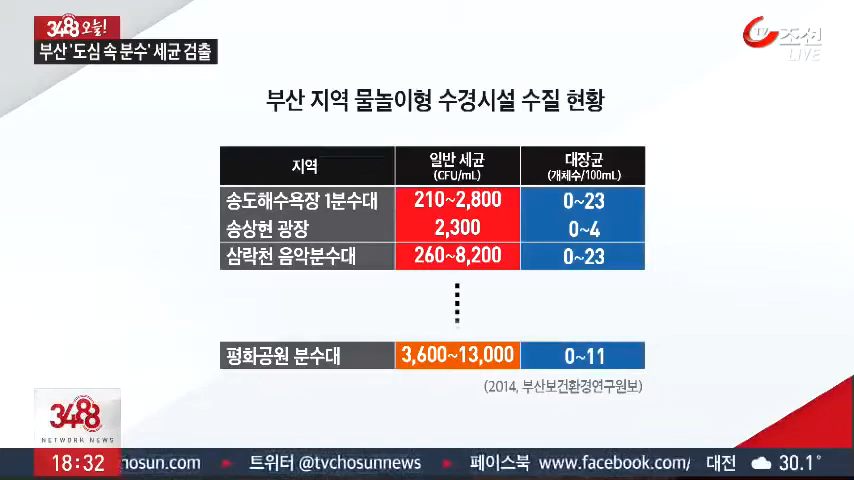 3488 오늘!
부산 '도심 속 분수' 세균 검출
TV조선
LIVE
부산 지역 물놀이형 수경시설 수질 현황
지역 일반 세균 (CFU/mL) 대장균 (개체수/100mL)
송도해수욕장 1분수대 210~2,800 0~23
송상현 광장 2,300 0~4
삼락천 음악분수대 260~8,200 0~23
평화공원 분수대 3,600~13,000 0~11
(2014, 부산보건환경연구원보)
3488
NETWORK NEWS
18:32 hosun.com ▶ 트위터 @tvchosunnews ▶ 페이스북 www.facebook.com/ 대전 30.1°